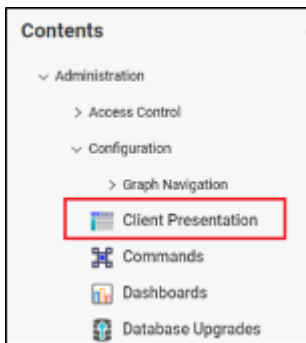 Contents
Administration
Access Control
Configuration
Graph Navigation
Client Presentation
Commands
Dashboards
Database Upgrades